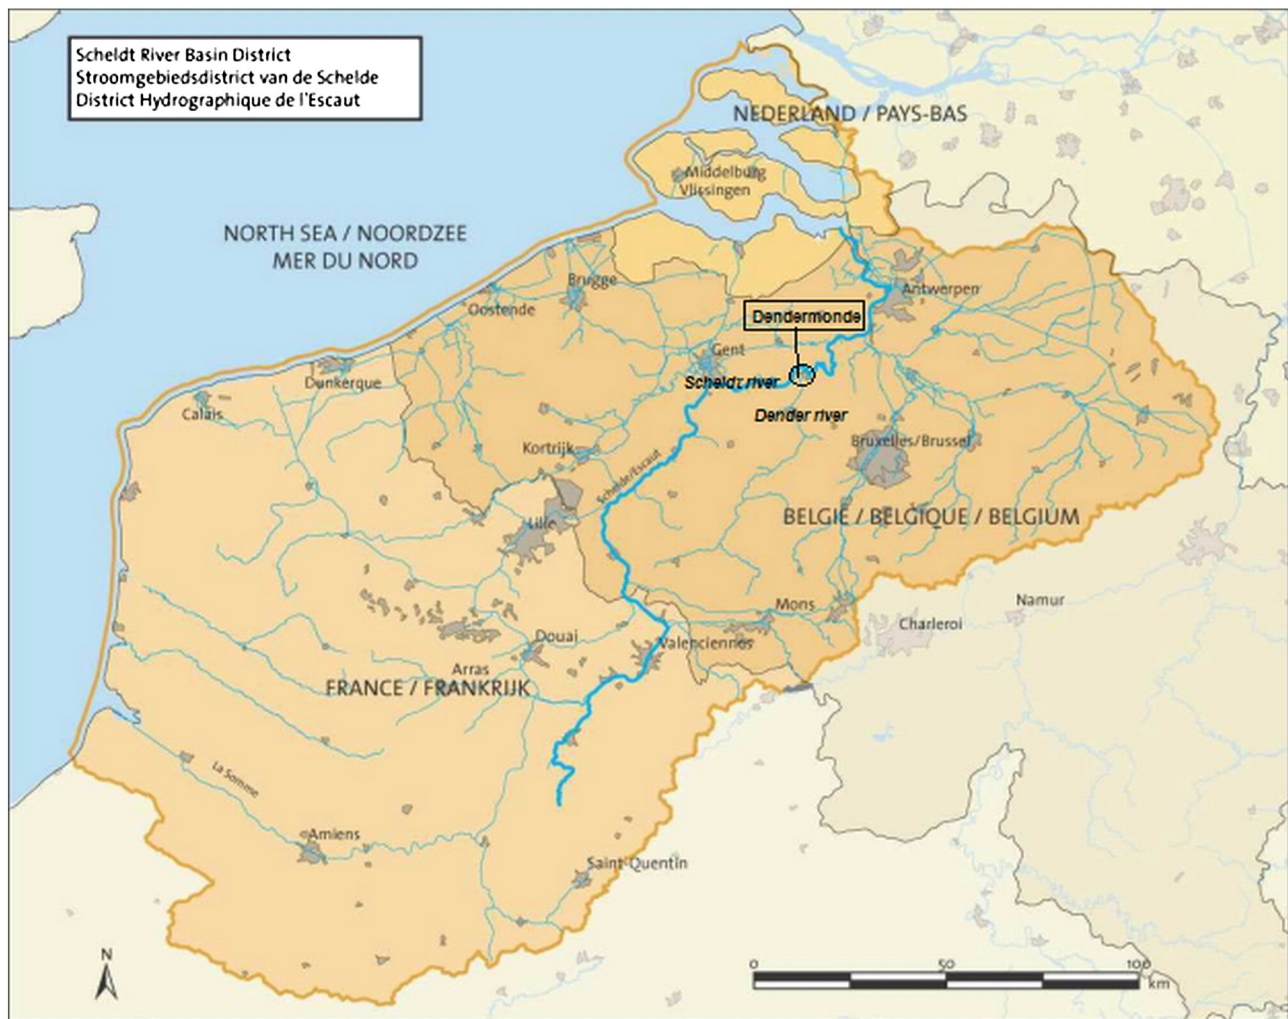 Scheldt River Basin District
Stroomgebiedsdistrict van de Schelde
District Hydrographique de l'Escaut
NEDERLAND / PAYS-BAS
Middelburg
Vlissingen
NORTH SEA / NOORDZEE
MER DU NORD
Brugge
Oostende
Antwerpen
Dendermonde
Gent
Scheldt river
Dunkerque
Calais
Dender river
Kortrijk
Bruxelles/Brussel
Schelde/Escaut
Lille
BELGIË / BELGIQUE / BELGIUM
Mons
Namur
Charleroi
Douai
Valenciennes
Arras
FRANCE / FRANKRIJK
La Somme
Amiens
Saint-Quentin
N
0 50 100
km